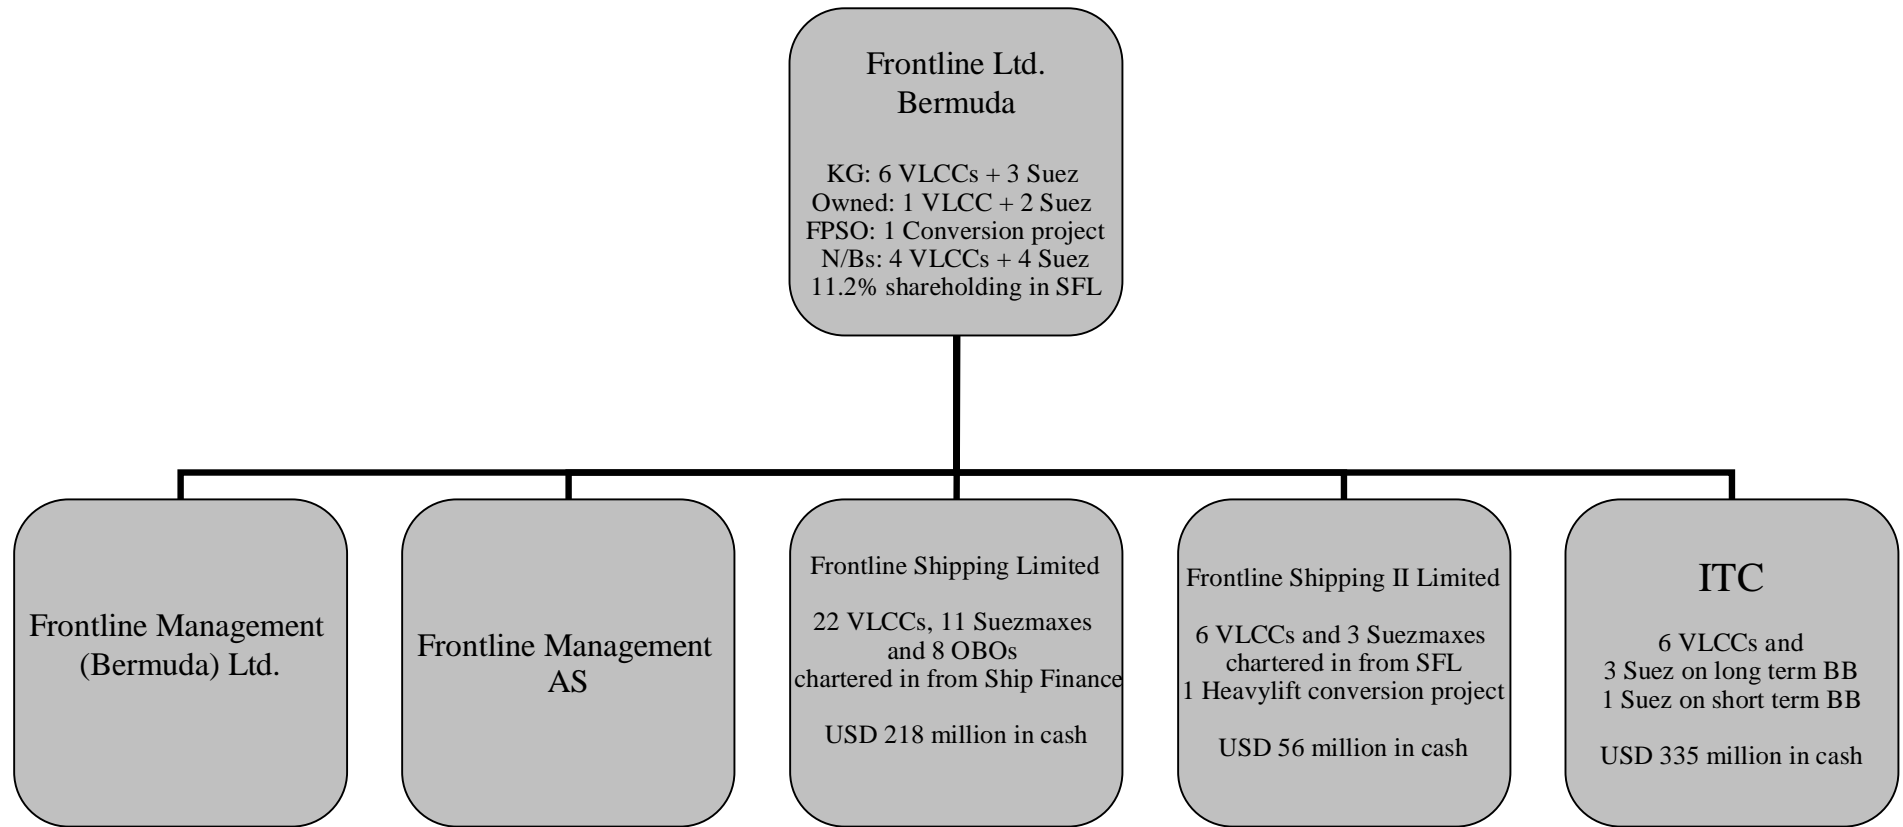 Frontline Ltd.
Bermuda
KG: 6 VLCCs + 3 Suez
Owned: 1 VLCC + 2 Suez
FPSO: 1 Conversion project
N/Bs: 4 VLCCs + 4 Suez
11.2% shareholding in SFL
Frontline Management
(Bermuda) Ltd.
Frontline Management
AS
Frontline Shipping Limited
22 VLCCs, 11 Suezmaxes
and 8 OBOs
chartered in from Ship Finance
USD 218 million in cash
Frontline Shipping II Limited
6 VLCCs and 3 Suezmaxes
chartered in from SFL
1 Heavylift conversion project
USD 56 million in cash
ITC
6 VLCCs and
3 Suez on long term BB
1 Suez on short term BB
USD 335 million in cash